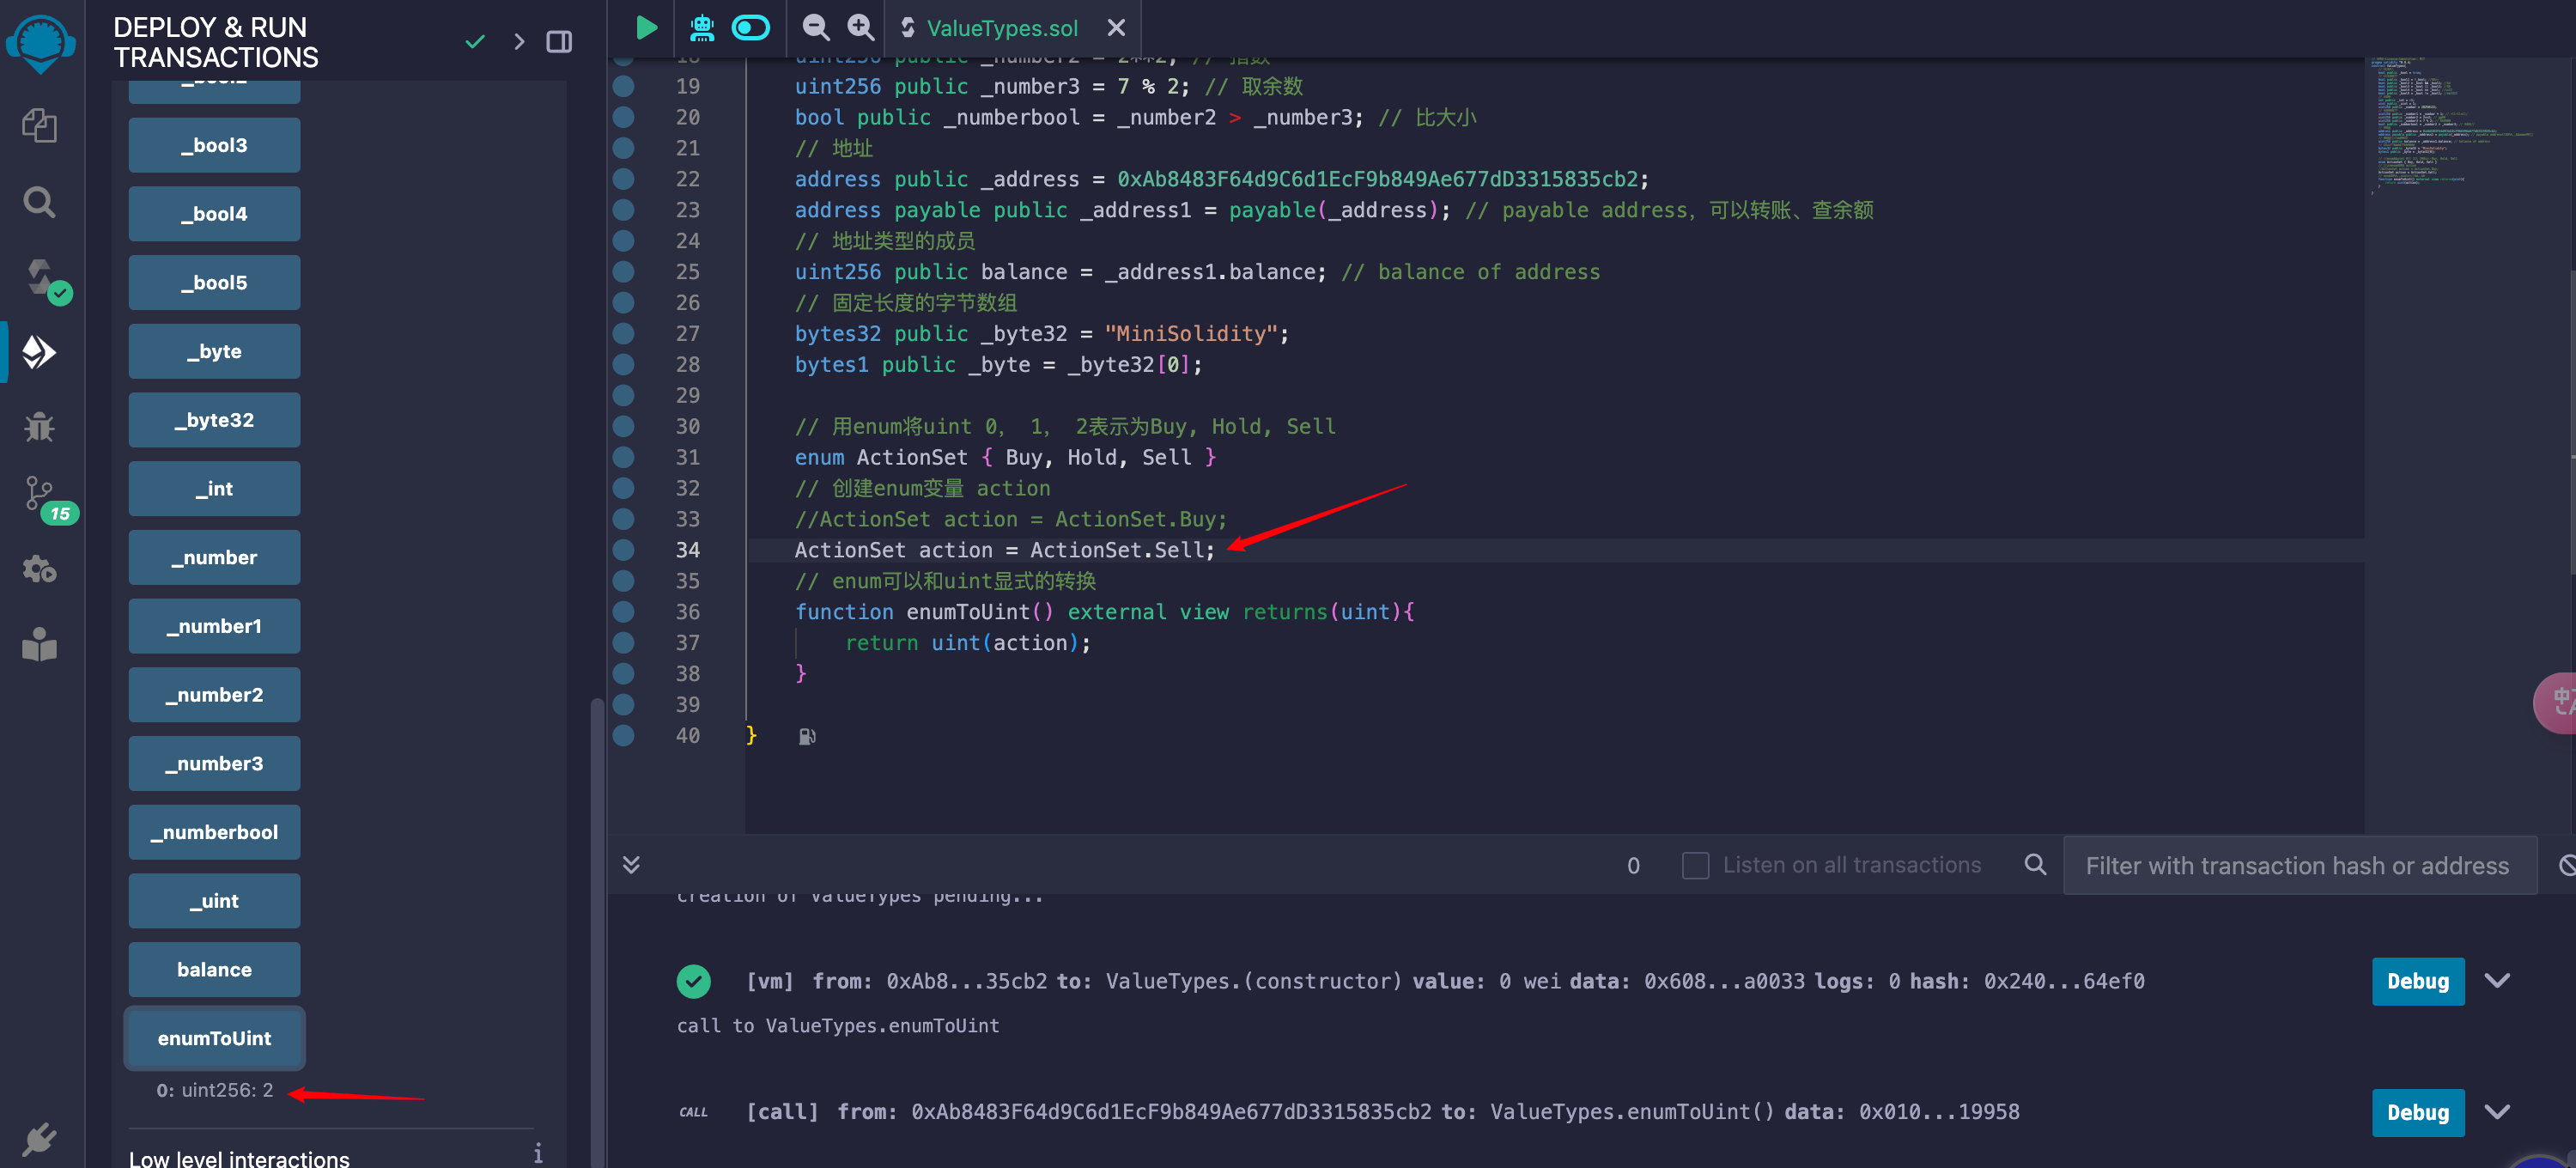 DEPLOY & RUN
TRANSACTIONS
_bool2
_bool3
_bool4
_bool5
_byte
_byte32
_int
_number
_number1
_number2
_number3
_numberbool
_uint
balance
enumToUint
0: uint256: 2
Low level interactions
i
15
ValueTypes.sol
18 uint256 public _number2 = 2**2; // 指数
19 uint256 public _number3 = 7 % 2; // 取余数
20 bool public _numberbool = _number2 > _number3; // 比大小
21 // 地址
22 address public _address = 0xAb8483F64d9C6d1EcF9b849Ae677dD3315835cb2;
23 address payable public _address1 = payable(_address); // payable address，可以转账、查余额
24 // 地址类型的成员
25 uint256 public balance = _address1.balance; // balance of address
26 // 固定长度的字节数组
27 bytes32 public _byte32 = "MiniSolidity";
28 bytes1 public _byte = _byte32[0];
29
30 // 用enum将uint 0， 1， 2表示为Buy, Hold, Sell
31 enum ActionSet { Buy, Hold, Sell }
32 // 创建enum变量 action
33 //ActionSet action = ActionSet.Buy;
34 ActionSet action = ActionSet.Sell;
35 // enum可以和uint显式的转换
36 function enumToUint() external view returns(uint){
37 return uint(action);
38 }
39
40 }
0
Listen on all transactions
Filter with transaction hash or address
creation of ValueTypes pending...
[vm] from: 0xAb8...35cb2 to: ValueTypes.(constructor) value: 0 wei data: 0x608...a0033 logs: 0 hash: 0x240...64ef0
Debug
call to ValueTypes.enumToUint
CALL [call] from: 0xAb8483F64d9C6d1EcF9b849Ae677dD3315835cb2 to: ValueTypes.enumToUint() data: 0x010...19958
Debug